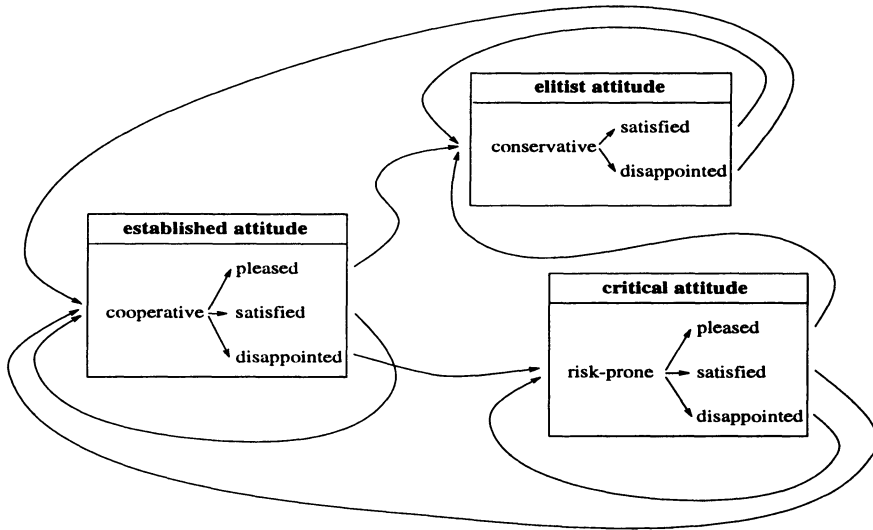 elitist attitude
conservative
satisfied
disappointed
established attitude
cooperative
pleased
satisfied
disappointed
critical attitude
risk-prone
pleased
satisfied
disappointed